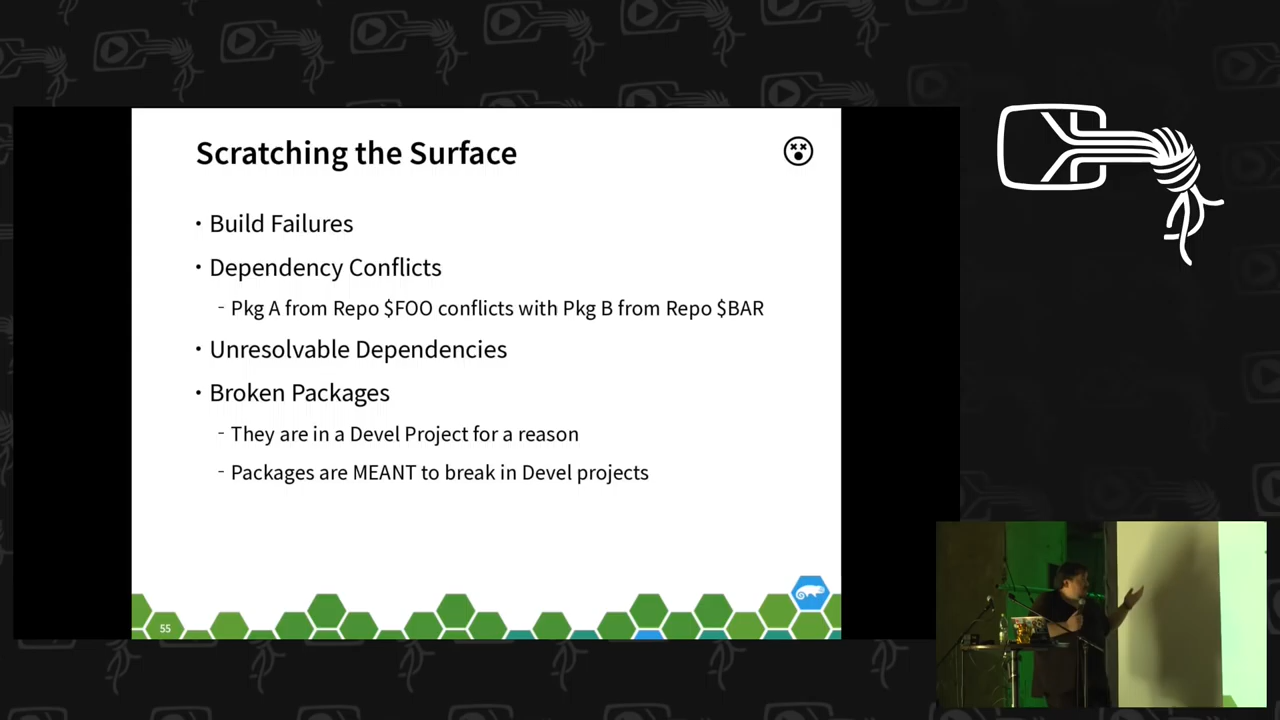 Scratching the Surface
• Build Failures
• Dependency Conflicts
– Pkg A from Repo $FOO conflicts with Pkg B from Repo $BAR
• Unresolvable Dependencies
• Broken Packages
– They are in a Devel Project for a reason
– Packages are MEANT to break in Devel projects
55